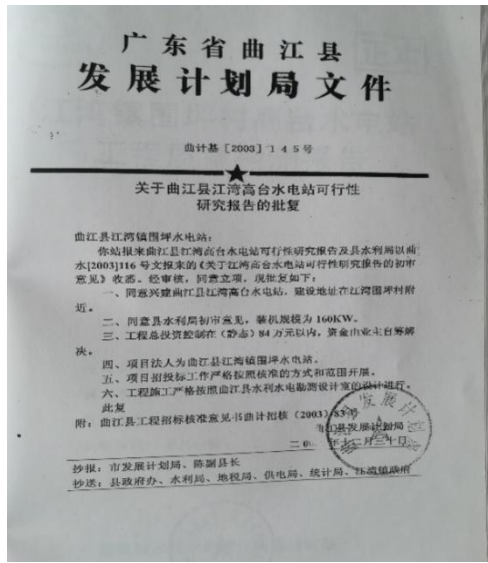 广东省曲江县
发展计划局文件
曲计基［2003］145号
关于曲江县江湾高台水电站可行性
研究报告的批复
曲江县江湾镇围坪水电站：
你站报来曲江县江湾高台水电站可行性研究报告及县水利局以曲
水[2003]116号文报来的《关于江湾高台水电站可行性研究报告的初审
意见》收悉。经审核，同意立项，现批复如下：
一、同意兴建曲江县江湾高台水电站，建设地址在江湾围坪村附
近。
二、同意县水利局初审意见，装机规模为160KW。
三、工程总投资控制在（静态）84万元以内，资金由业主自筹解
决。
四、项目法人为曲江县江湾镇围坪水电站。
五、项目招投标工作严格按照核准的方式和范围开展。
六、工程施工严格按照曲江县水利水电勘测设计室的设计进行。
此复
附：曲江县工程招标核准意见书曲计招核（2003）83号
曲江县发展计划局
二00 年十二月三十日
抄报：市发展计划局、陈副县长
抄送：县政府办、水利局、地税局、供电局、统计局、江湾镇政府